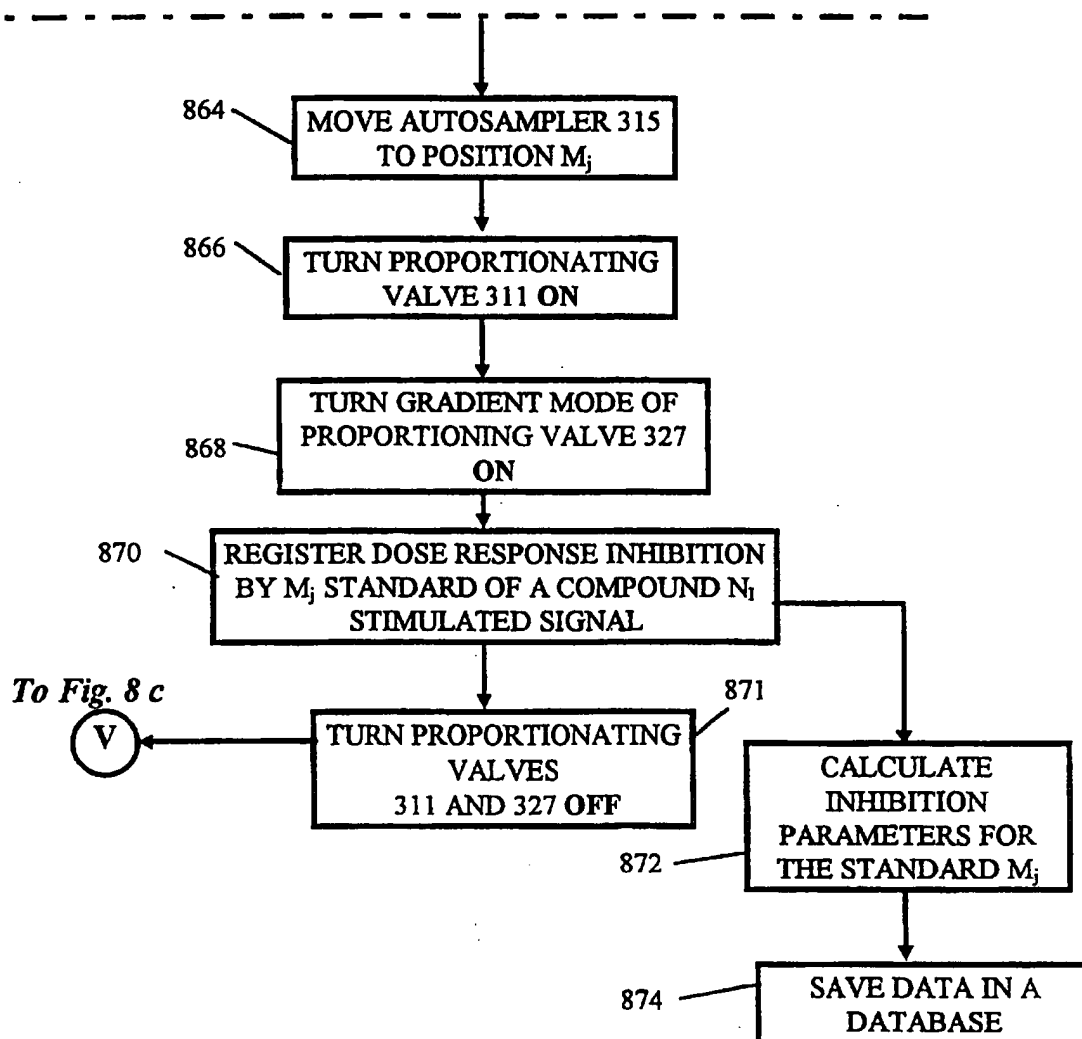 864
MOVE AUTOSAMPLER 315
TO POSITION Mj
866
TURN PROPORTIONATING
VALVE 311 ON
868
TURN GRADIENT MODE OF
PROPORTIONING VALVE 327
ON
870
REGISTER DOSE RESPONSE INHIBITION
BY Mj STANDARD OF A COMPOUND NI
STIMULATED SIGNAL
To Fig. 8 c
V
871
TURN PROPORTIONATING
VALVES
311 AND 327 OFF
872
CALCULATE
INHIBITION
PARAMETERS FOR
THE STANDARD Mj
874
SAVE DATA IN A
DATABASE